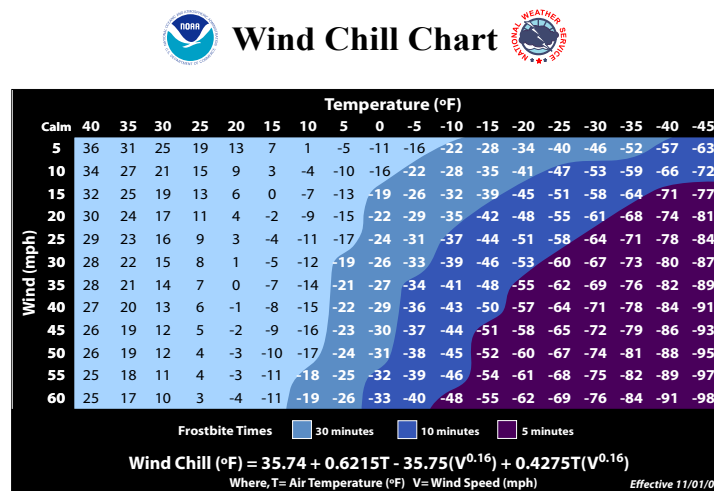 Wind Chill Chart
NOAA
NATIONAL WEATHER SERVICE
Temperature (ºF)
Calm 40 35 30 25 20 15 10 5 0 -5 -10 -15 -20 -25 -30 -35 -40 -45
5 36 31 25 19 13 7 1 -5 -11 -16 -22 -28 -34 -40 -46 -52 -57 -63
10 34 27 21 15 9 3 -4 -10 -16 -22 -28 -35 -41 -47 -53 -59 -66 -72
15 32 25 19 13 6 0 -7 -13 -19 -26 -32 -39 -45 -51 -58 -64 -71 -77
20 30 24 17 11 4 -2 -9 -15 -22 -29 -35 -42 -48 -55 -61 -68 -74 -81
25 29 23 16 9 3 -4 -11 -17 -24 -31 -37 -44 -51 -58 -64 -71 -78 -84
30 28 22 15 8 1 -5 -12 -19 -26 -33 -39 -46 -53 -60 -67 -73 -80 -87
35 28 21 14 7 0 -7 -14 -21 -27 -34 -41 -48 -55 -62 -69 -76 -82 -89
40 27 20 13 6 -1 -8 -15 -22 -29 -36 -43 -50 -57 -64 -71 -78 -84 -91
45 26 19 12 5 -2 -9 -16 -23 -30 -37 -44 -51 -58 -65 -72 -79 -86 -93
50 26 19 12 4 -3 -10 -17 -24 -31 -38 -45 -52 -60 -67 -74 -81 -88 -95
55 25 18 11 4 -3 -11 -18 -25 -32 -39 -46 -54 -61 -68 -75 -82 -89 -97
60 25 17 10 3 -4 -11 -19 -26 -33 -40 -48 -55 -62 -69 -76 -84 -91 -98
Wind (mph)
Frostbite Times 30 minutes 10 minutes 5 minutes
Wind Chill (ºF) = 35.74 + 0.6215T - 35.75(V^0.16) + 0.4275T(V^0.16)
Where, T= Air Temperature (ºF) V= Wind Speed (mph)
Effective 11/01/0